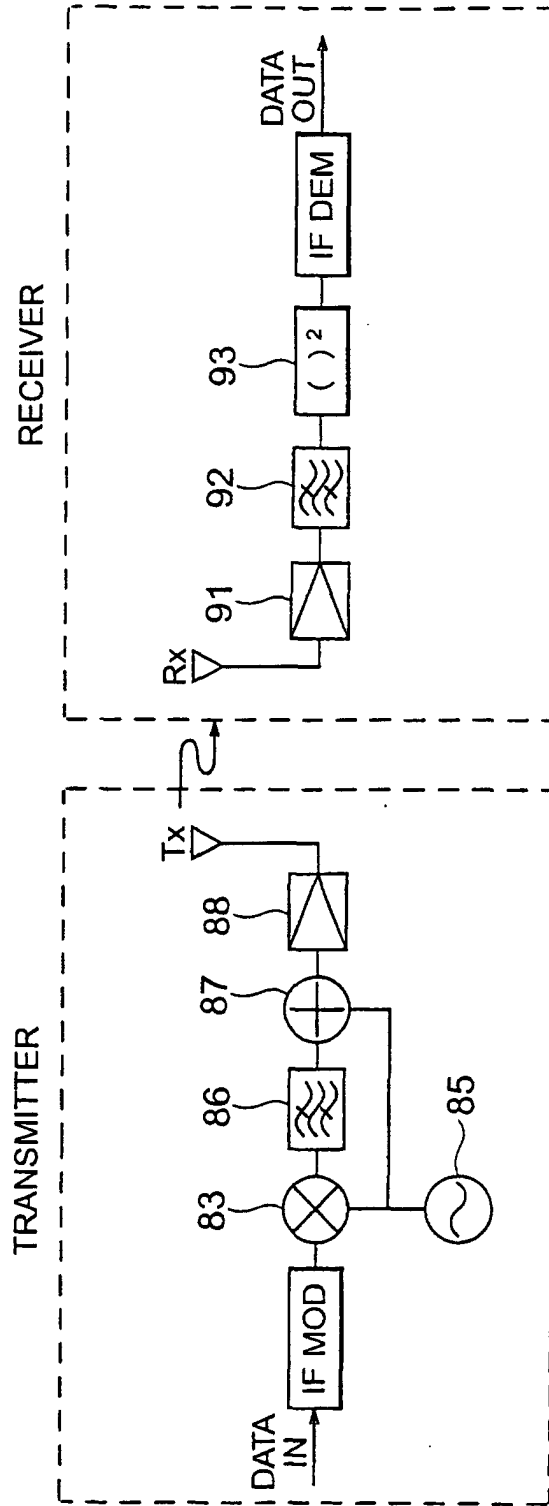 TRANSMITTER
DATA
IN
IF MOD
83
85
86
87
88
Tx
RECEIVER
Rx
91
92
93
( )²
IF DEM
DATA
OUT